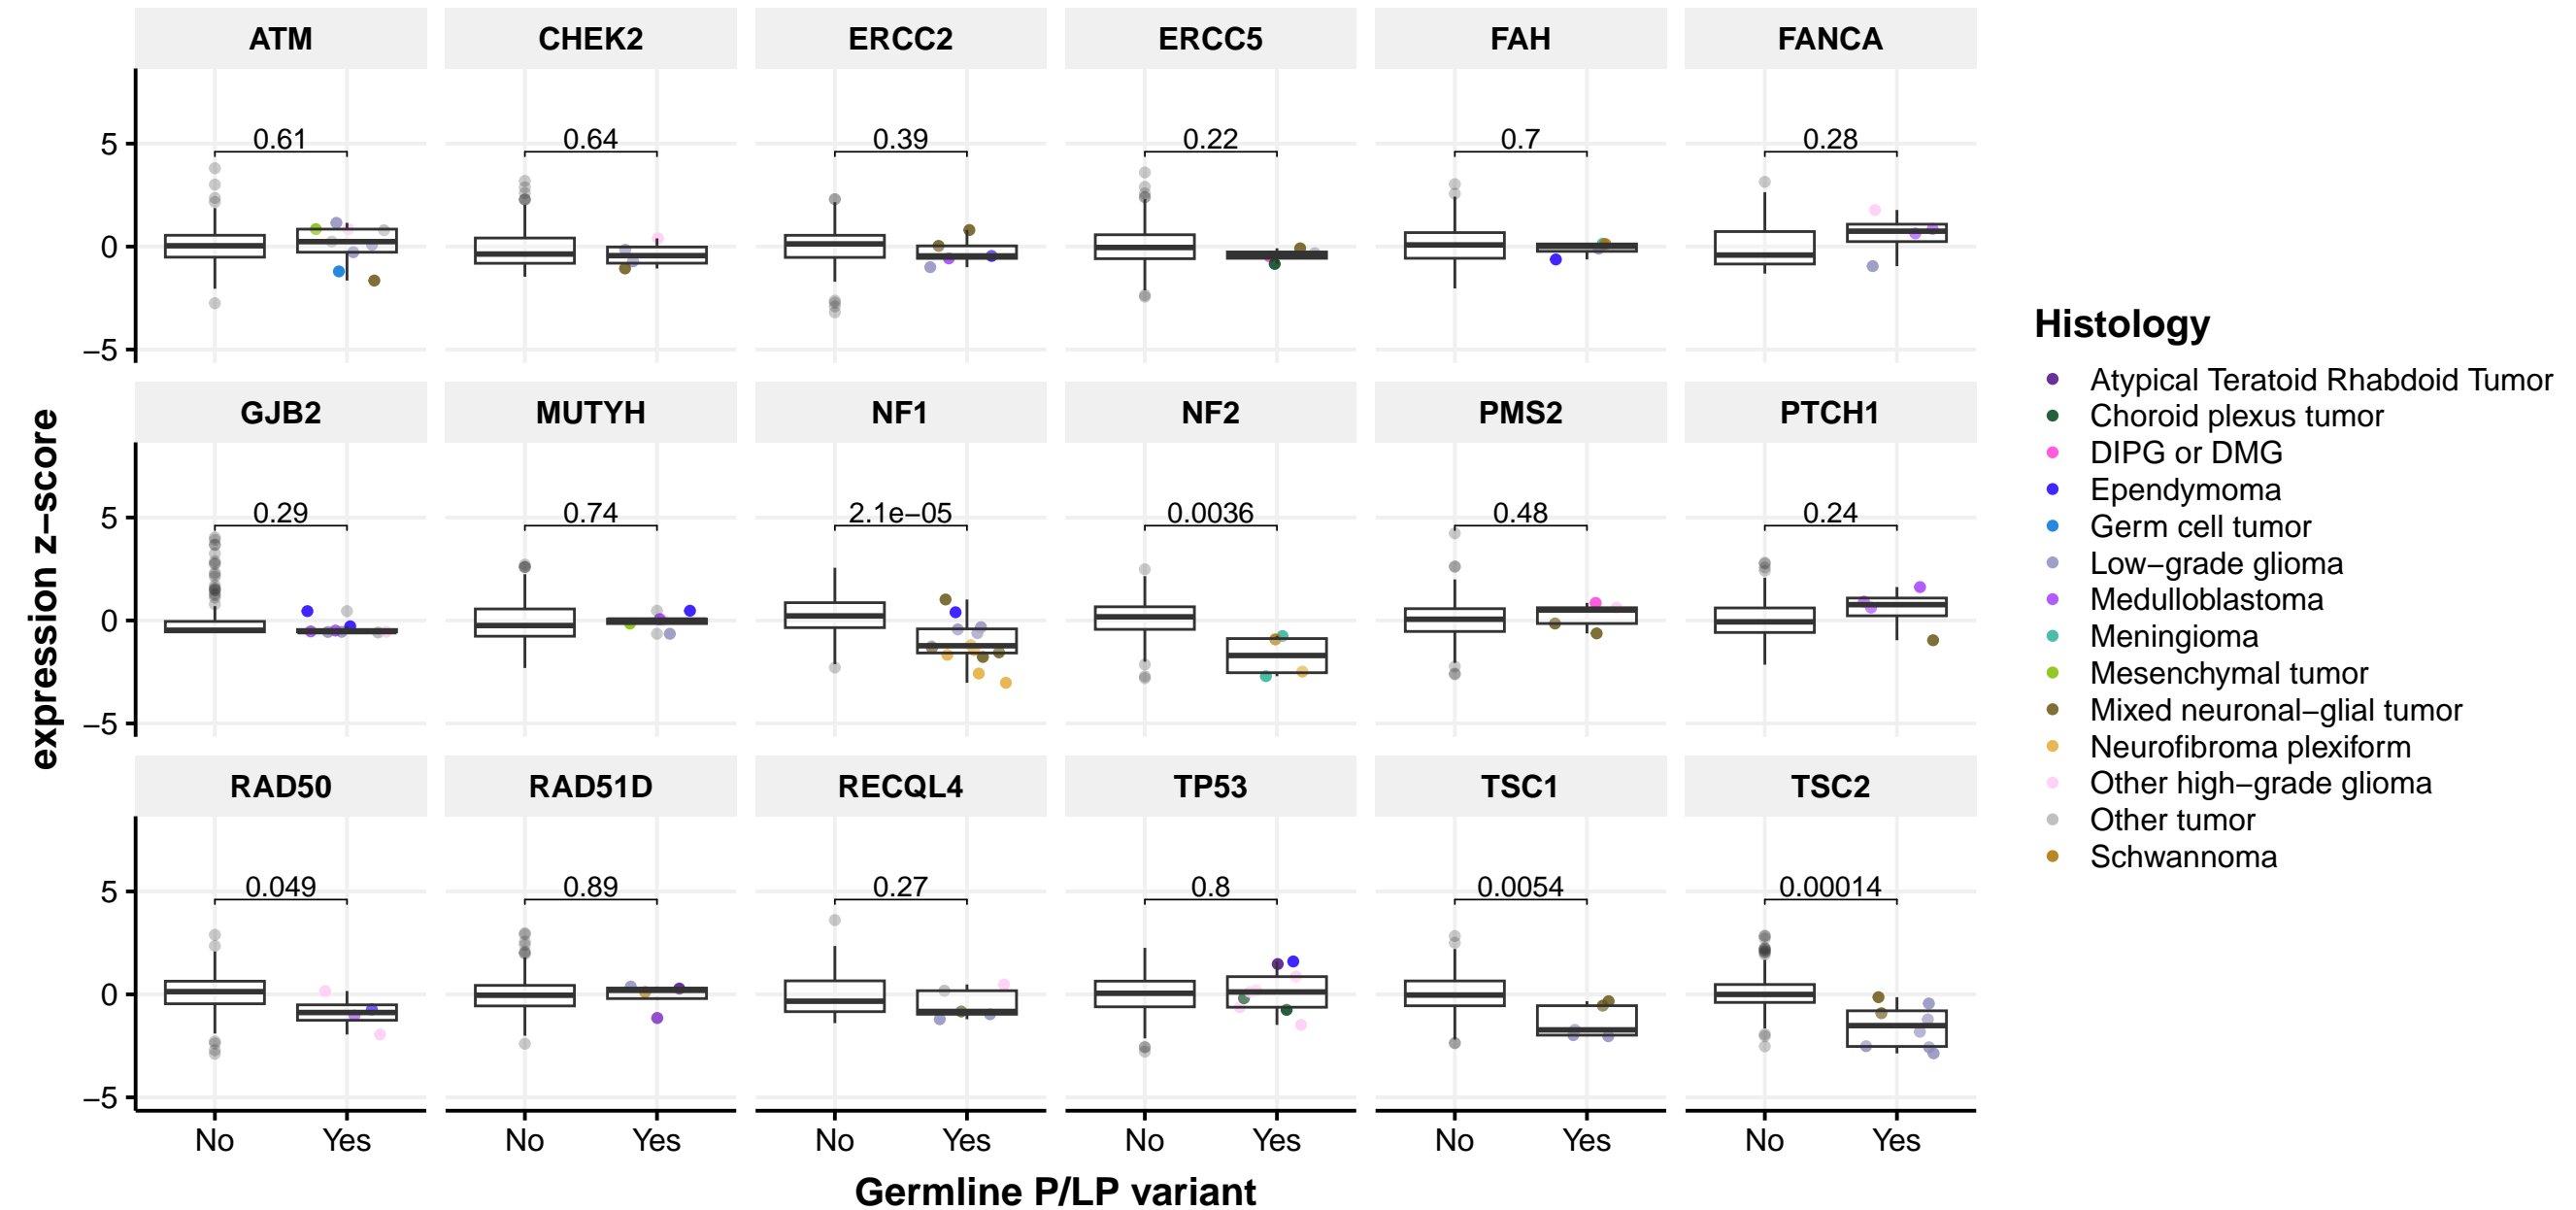 ATM CHEK2 ERCC2 ERCC5 FAH FANCA
5 0.61 0.64 0.39 0.22 0.7 0.28
0
−5
GJB2 MUTYH NF1 NF2 PMS2 PTCH1
5 0.29 0.74 2.1e−05 0.0036 0.48 0.24
0
−5
RAD50 RAD51D RECQL4 TP53 TSC1 TSC2
5 0.049 0.89 0.27 0.8 0.0054 0.00014
0
−5
No Yes No Yes No Yes No Yes No Yes No Yes
Germline P/LP variant
expression z−score
Histology
Atypical Teratoid Rhabdoid Tumor
Choroid plexus tumor
DIPG or DMG
Ependymoma
Germ cell tumor
Low−grade glioma
Medulloblastoma
Meningioma
Mesenchymal tumor
Mixed neuronal−glial tumor
Neurofibroma plexiform
Other high−grade glioma
Other tumor
Schwannoma